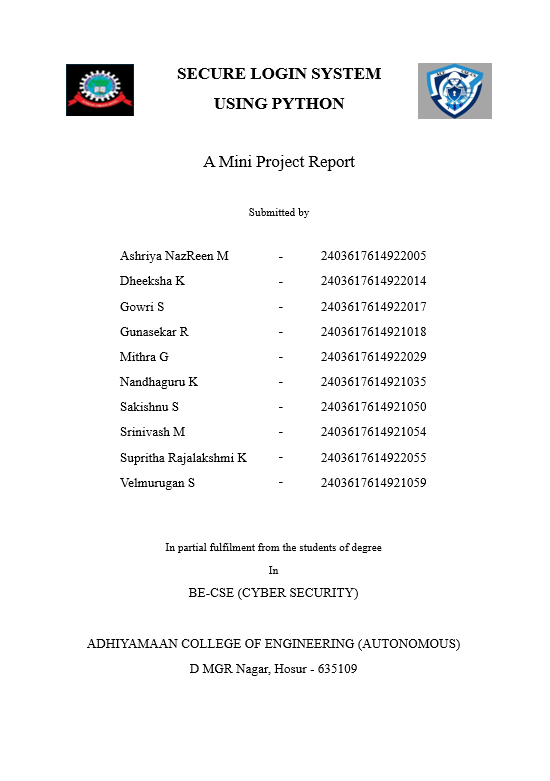 SECURE LOGIN SYSTEM
USING PYTHON
A Mini Project Report
Submitted by
Ashriya NazReen M - 2403617614922005
Dheeksha K - 2403617614922014
Gowri S - 2403617614922017
Gunasekar R - 2403617614921018
Mithra G - 2403617614922029
Nandhaguru K - 2403617614921035
Sakishnu S - 2403617614921050
Srinivash M - 2403617614921054
Supritha Rajalakshmi K - 2403617614922055
Velmurugan S - 2403617614921059
In partial fulfilment from the students of degree
In
BE-CSE (CYBER SECURITY)
ADHIYAMAAN COLLEGE OF ENGINEERING (AUTONOMOUS)
D MGR Nagar, Hosur - 635109